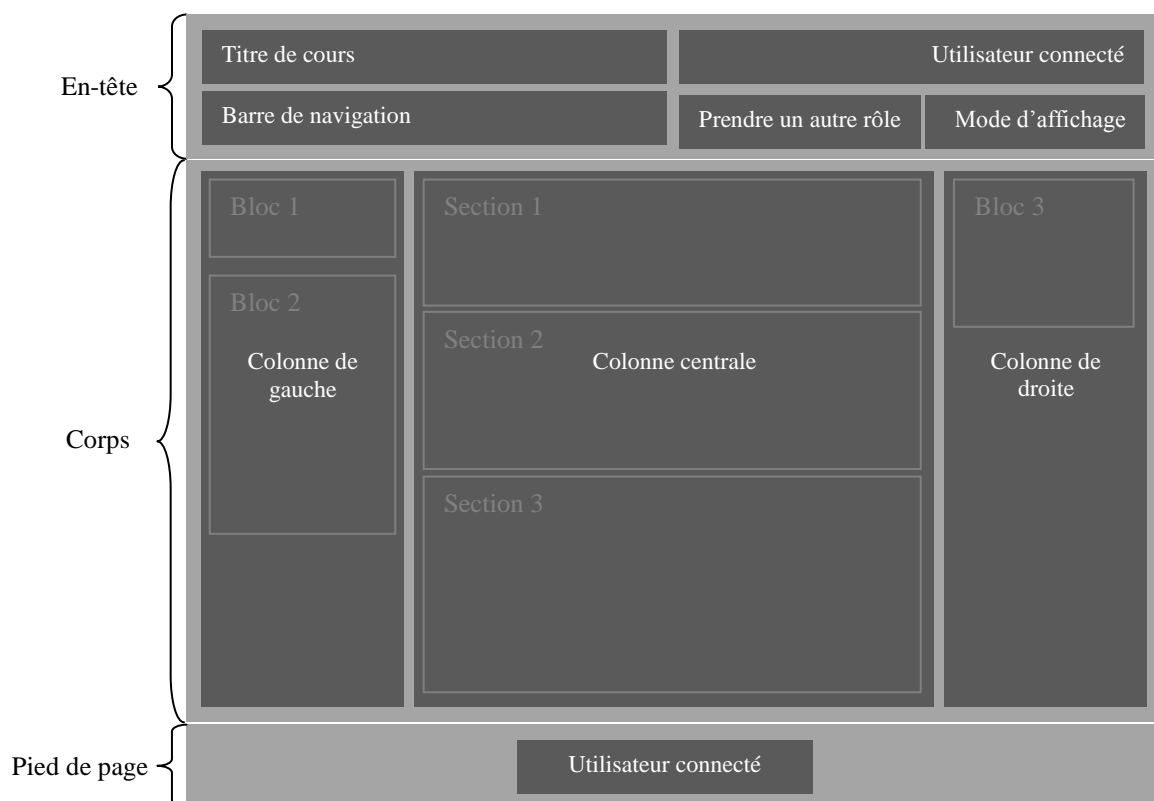 En-tête
Titre de cours
Utilisateur connecté
Barre de navigation
Prendre un autre rôle
Mode d'affichage
Corps
Bloc 1
Bloc 2
Colonne de
gauche
Section 1
Section 2
Colonne centrale
Section 3
Bloc 3
Colonne de
droite
Pied de page
Utilisateur connecté